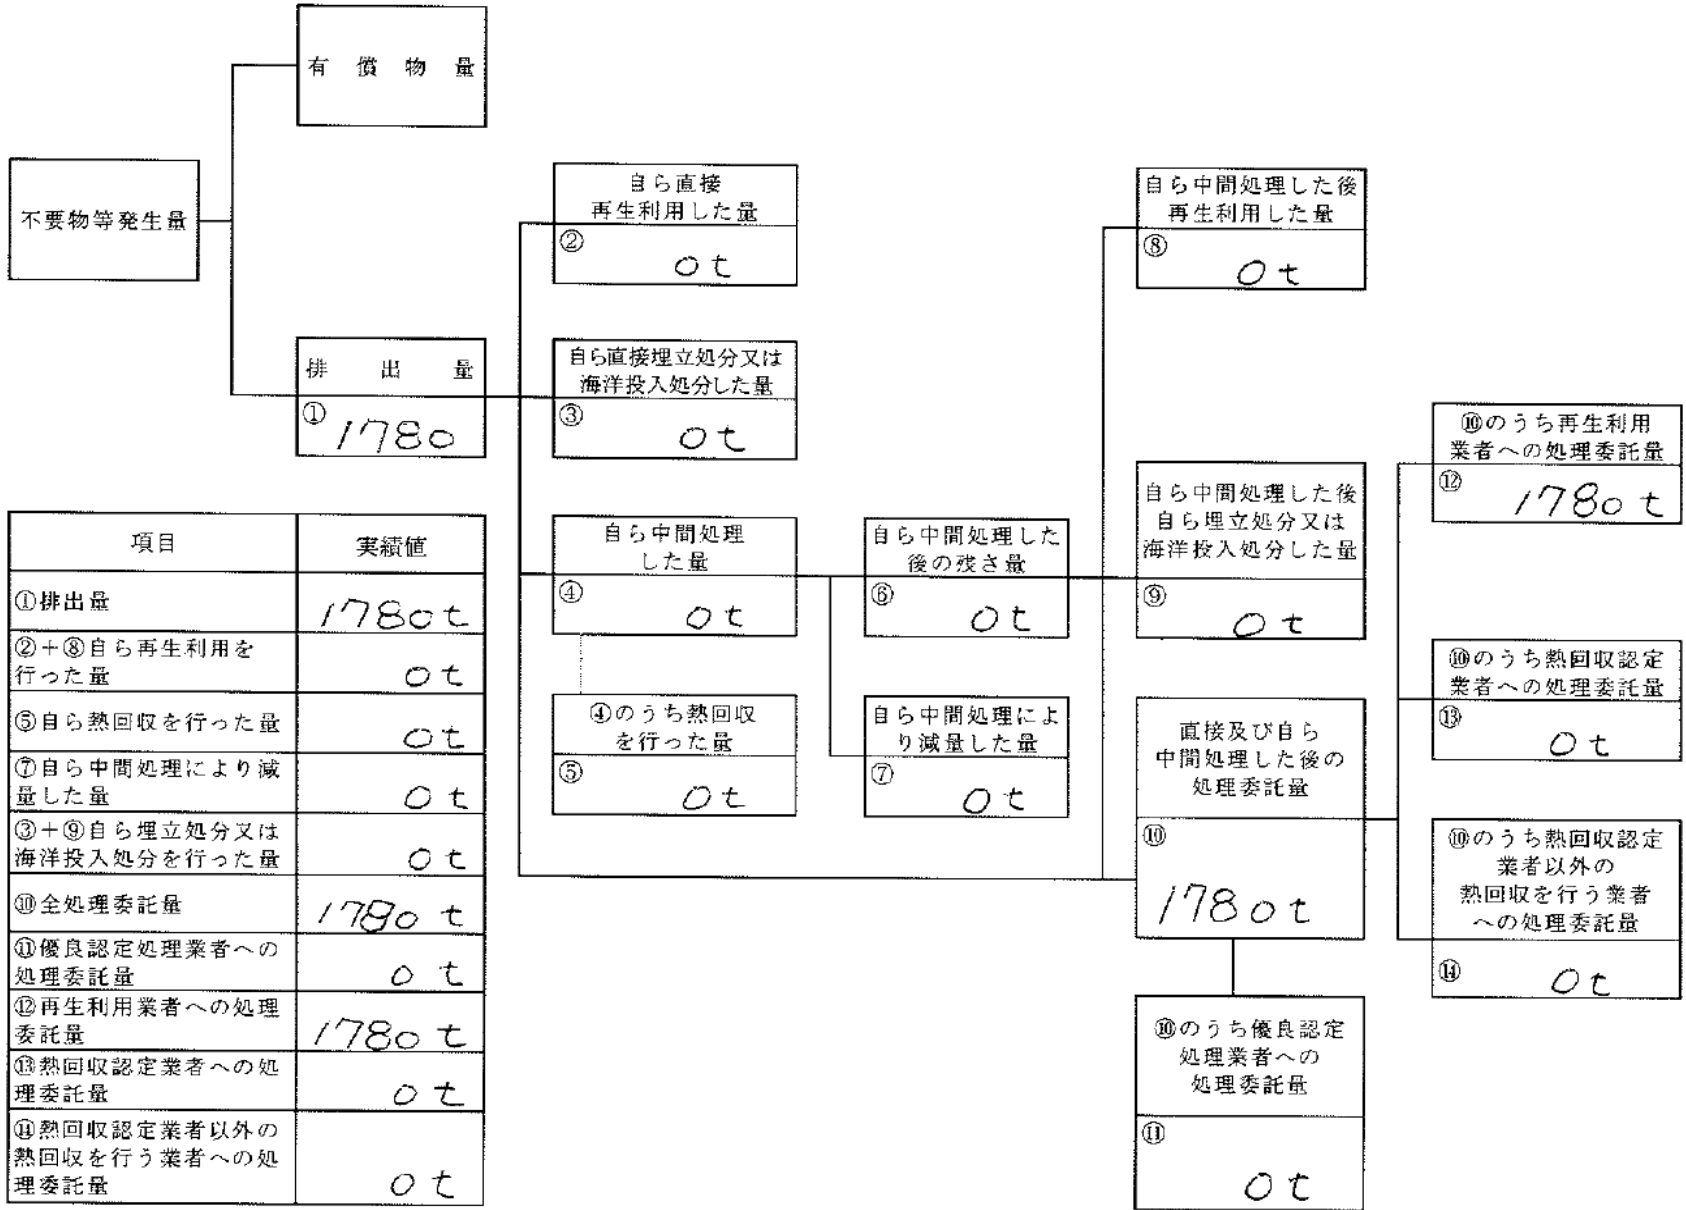 有償物量
不要物等発生量
排出量
①
1780
自ら直接
再生利用した量
②
0t
自ら直接埋立処分又は
海洋投入処分した量
③
0t
自ら中間処理
した量
④
0t
④のうち熱回収
を行った量
⑤
0t
自ら中間処理した
後の残さ量
⑥
0t
自ら中間処理によ
り減量した量
⑦
0t
自ら中間処理した後
再生利用した量
⑧
0t
自ら中間処理した後
自ら埋立処分又は
海洋投入処分した量
⑨
0t
直接及び自ら
中間処理した後の
処理委託量
⑩
1780t
⑩のうち優良認定
処理業者への
処理委託量
⑪
0t
⑩のうち再生利用
業者への処理委託量
⑫
1780t
⑩のうち熱回収認定
業者への処理委託量
⑬
0t
⑩のうち熱回収認定
業者以外の
熱回収を行う業者
への処理委託量
⑭
0t
項目 実績値
①排出量 1780t
②+⑧自ら再生利用を
行った量 0t
⑤自ら熱回収を行った量 0t
⑦自ら中間処理により減
量した量 0t
③+⑨自ら埋立処分又は
海洋投入処分を行った量 0t
⑩全処理委託量 1780t
⑪優良認定処理業者への
処理委託量 0t
⑫再生利用業者への処理
委託量 1780t
⑬熱回収認定業者への処
理委託量 0t
⑭熱回収認定業者以外の
熱回収を行う業者への処
理委託量 0t